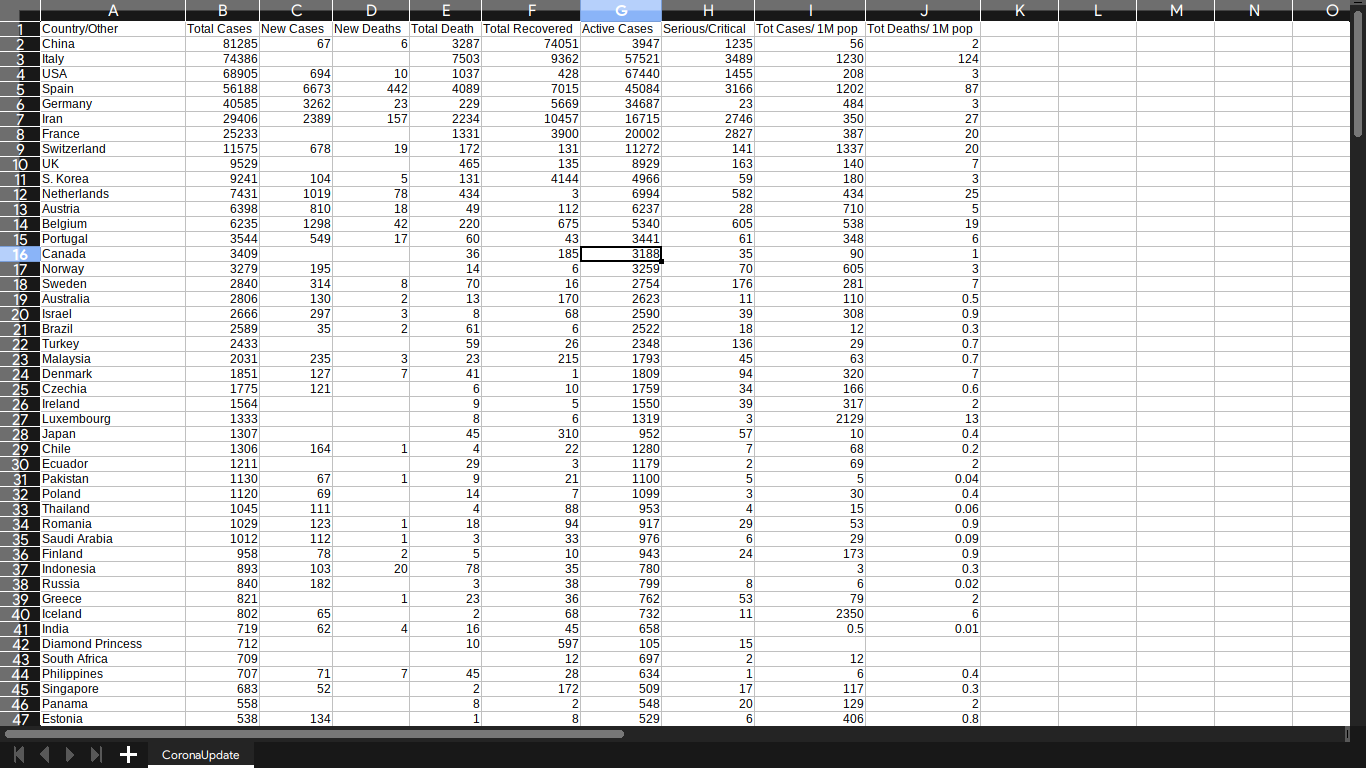 A B C D E F G H I J K L M N O
1 Country/Other Total Cases New Cases New Deaths Total Death Total Recovered Active Cases Serious/Critical Tot Cases/ 1M pop Tot Deaths/ 1M pop
2 China 81285 67 6 3287 74051 3947 1235 56 2
3 Italy 74386 7503 9362 57521 3489 1230 124
4 USA 68905 694 10 1037 428 67440 1455 208 3
5 Spain 56188 6673 442 4089 7015 45084 3166 1202 87
6 Germany 40585 3262 23 229 5669 34687 23 484 3
7 Iran 29406 2389 157 2234 10457 16715 2746 350 27
8 France 25233 1331 3900 20002 2827 387 20
9 Switzerland 11575 678 19 172 131 11272 141 1337 20
10 UK 9529 465 135 8929 163 140 7
11 S. Korea 9241 104 5 131 4144 4966 59 180 3
12 Netherlands 7431 1019 78 434 3 6994 582 434 25
13 Austria 6398 810 18 49 112 6237 28 710 5
14 Belgium 6235 1298 42 220 675 5340 605 538 19
15 Portugal 3544 549 17 60 43 3441 61 348 6
16 Canada 3409 36 185 3188 35 90 1
17 Norway 3279 195 14 6 3259 70 605 3
18 Sweden 2840 314 8 70 16 2754 176 281 7
19 Australia 2806 130 2 13 170 2623 11 110 0.5
20 Israel 2666 297 3 8 68 2590 39 308 0.9
21 Brazil 2589 35 2 61 6 2522 18 12 0.3
22 Turkey 2433 59 26 2348 136 29 0.7
23 Malaysia 2031 235 3 23 215 1793 45 63 0.7
24 Denmark 1851 127 7 41 1 1809 94 320 7
25 Czechia 1775 121 6 10 1759 34 166 0.6
26 Ireland 1564 9 5 1550 39 317 2
27 Luxembourg 1333 8 6 1319 3 2129 13
28 Japan 1307 45 310 952 57 10 0.4
29 Chile 1306 164 1 4 22 1280 7 68 0.2
30 Ecuador 1211 29 3 1179 2 69 2
31 Pakistan 1130 67 1 9 21 1100 5 5 0.04
32 Poland 1120 69 14 7 1099 3 30 0.4
33 Thailand 1045 111 4 88 953 4 15 0.06
34 Romania 1029 123 1 18 94 917 29 53 0.9
35 Saudi Arabia 1012 112 1 3 33 976 6 29 0.09
36 Finland 958 78 2 5 10 943 24 173 0.9
37 Indonesia 893 103 20 78 35 780 3 0.3
38 Russia 840 182 3 38 799 8 6 0.02
39 Greece 821 1 23 36 762 53 79 2
40 Iceland 802 65 2 68 732 11 2350 6
41 India 719 62 4 16 45 658 0.5 0.01
42 Diamond Princess 712 10 597 105 15
43 South Africa 709 12 697 2 12
44 Philippines 707 71 7 45 28 634 1 6 0.4
45 Singapore 683 52 2 172 509 17 117 0.3
46 Panama 558 8 2 548 20 129 2
47 Estonia 538 134 1 8 529 6 406 0.8
CoronaUpdate